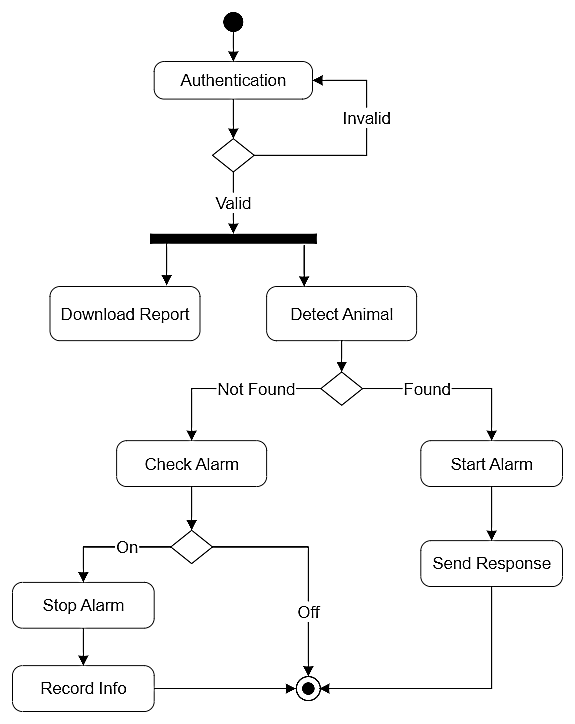 Authentication
Invalid
Valid
Download Report
Detect Animal
Not Found
Found
Check Alarm
Start Alarm
On
Send Response
Stop Alarm
Off
Record Info